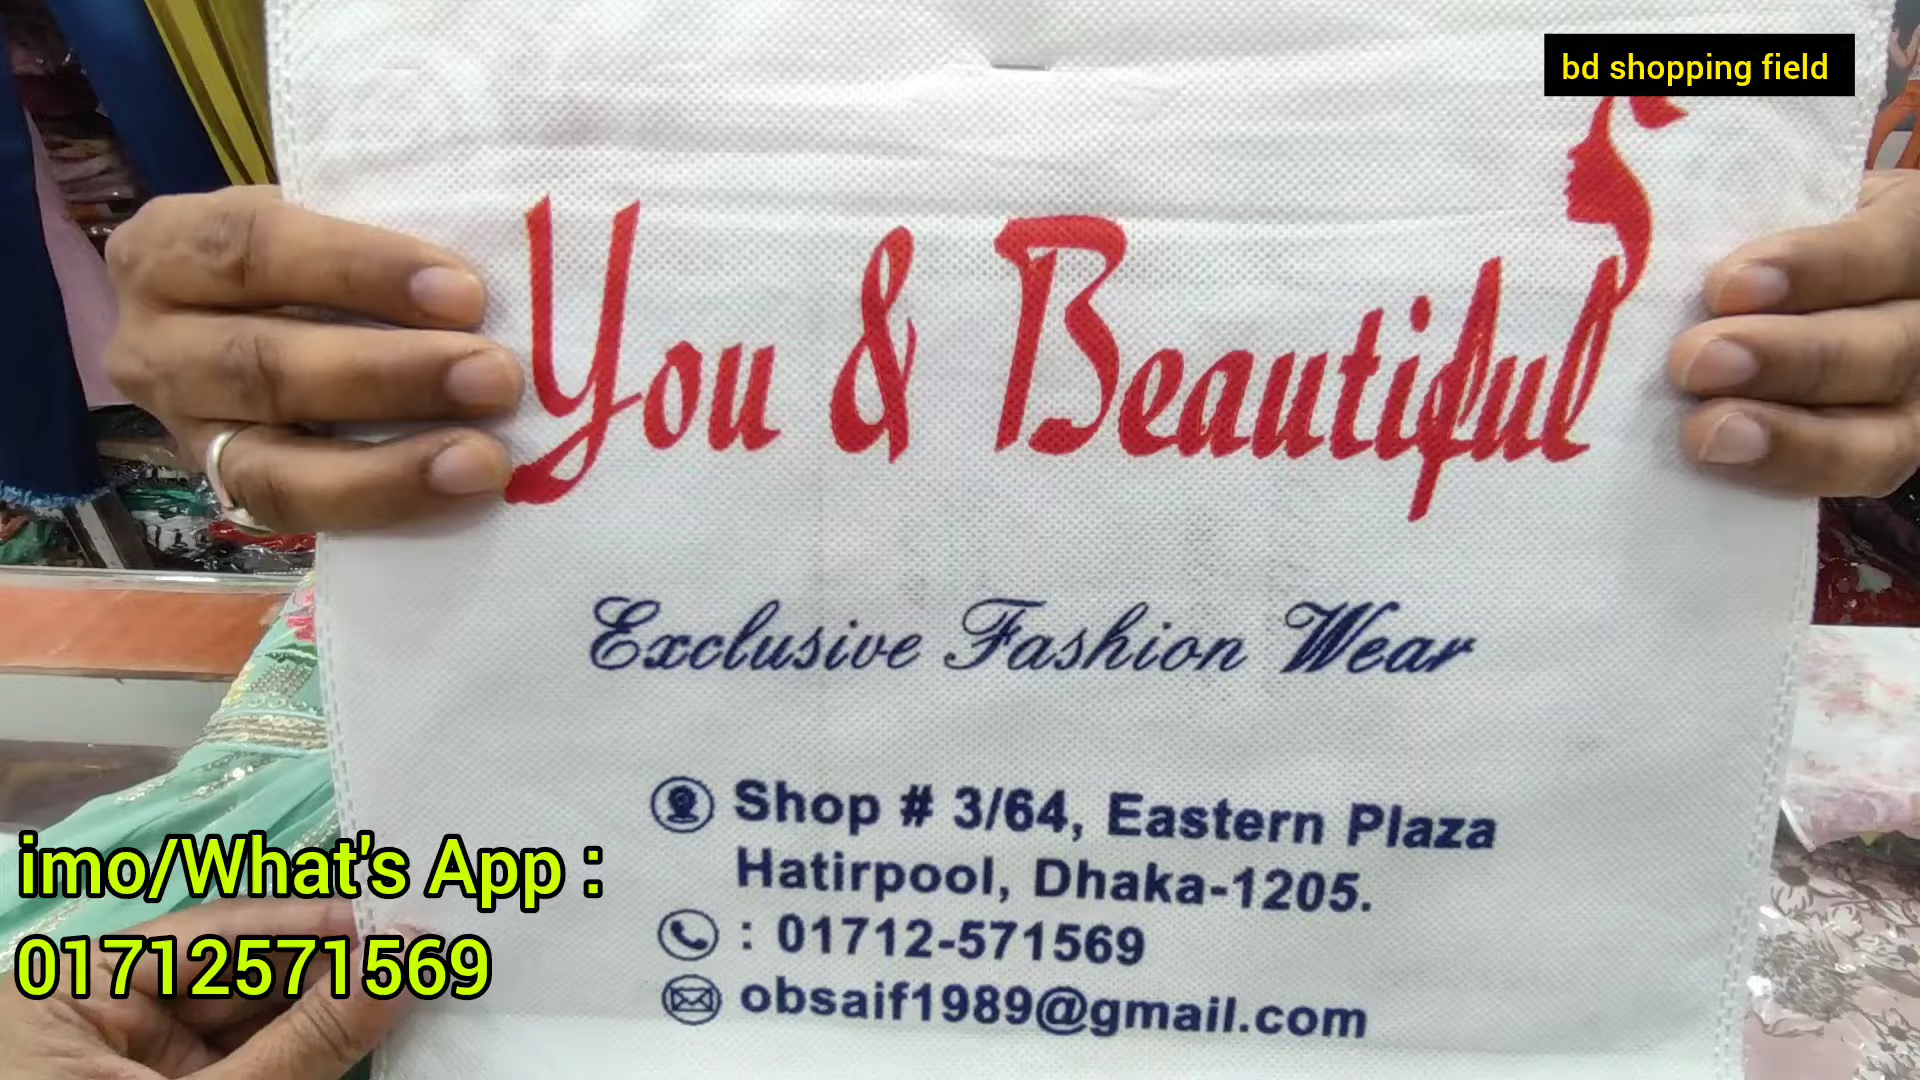 bd shopping field
You & Beautiful
Exclusive Fashion Wear
Shop # 3/64, Eastern Plaza
Hatirpool, Dhaka-1205.
: 01712-571569
obsaif1989@gmail.com
imo/What's App :
01712571569